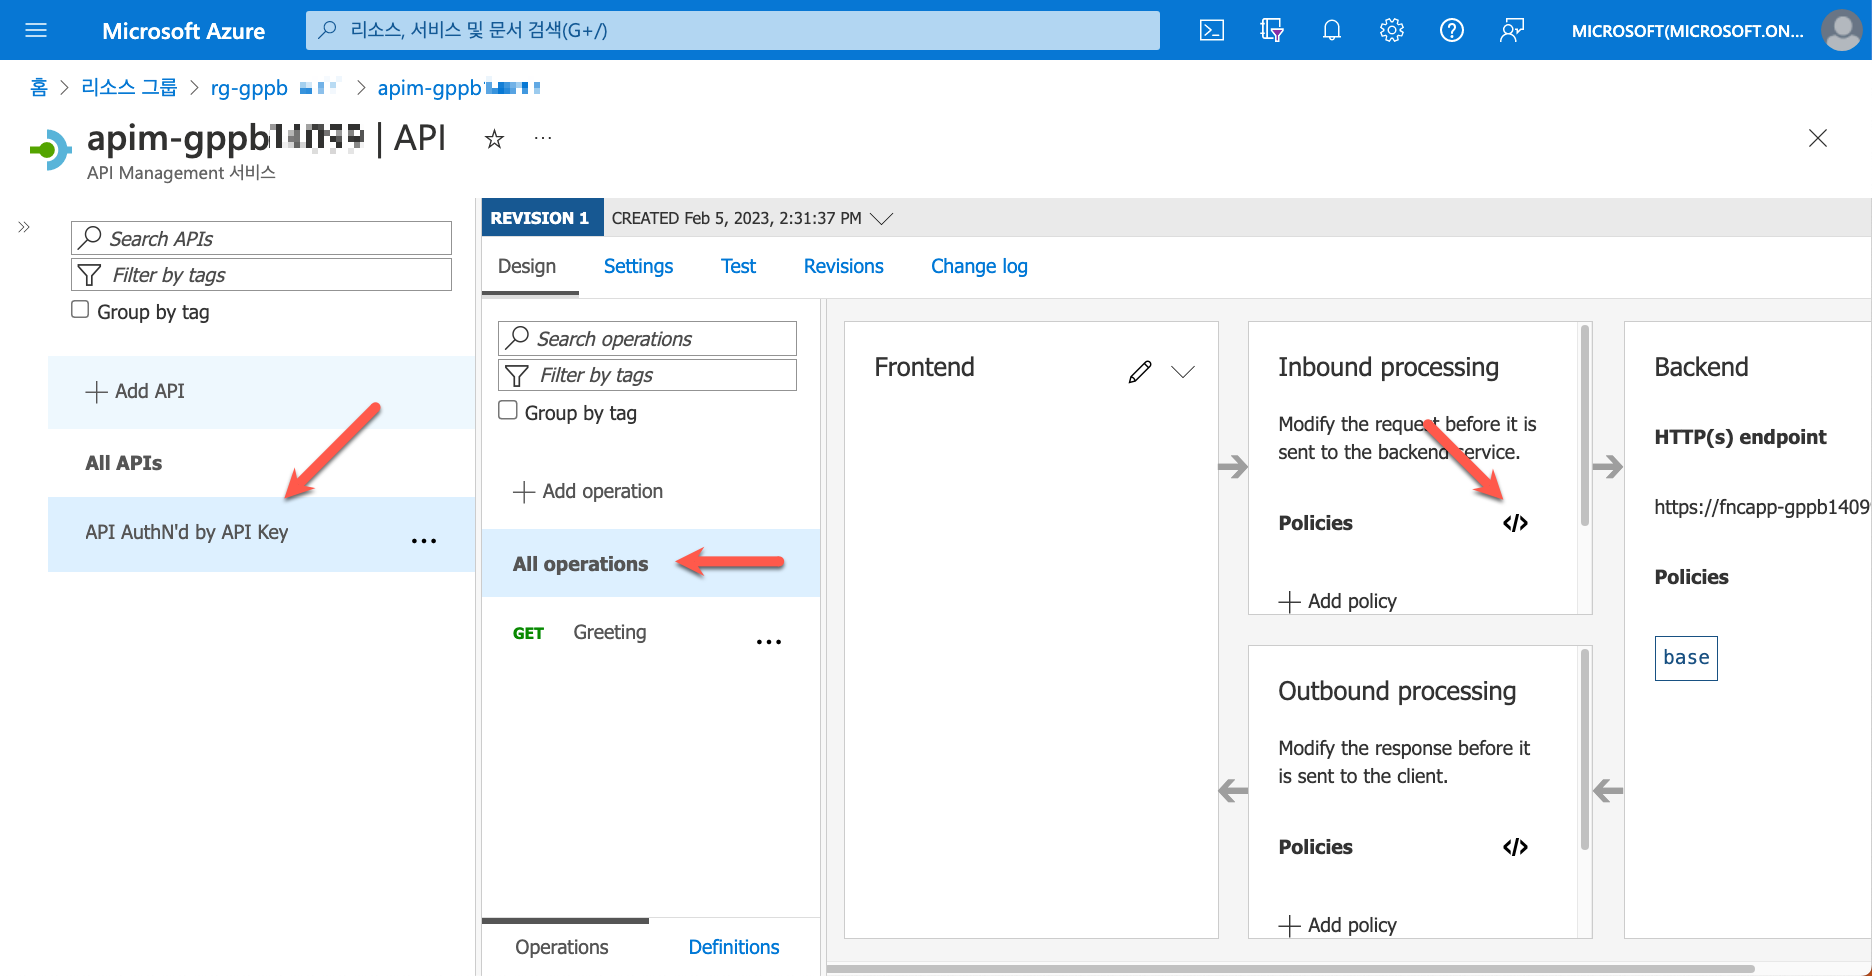 Microsoft Azure
리소스, 서비스 및 문서 검색(G+/)
MICROSOFT(MICROSOFT.ON...
홈 > 리소스 그룹 > rg-gppb > apim-gppb
apim-gppb | API
API Management 서비스
Search APIs
Filter by tags
Group by tag
Add API
All APIs
API AuthN'd by API Key
REVISION 1 CREATED Feb 5, 2023, 2:31:37 PM
Design Settings Test Revisions Change log
Search operations
Filter by tags
Group by tag
Add operation
All operations
GET Greeting
Operations Definitions
Frontend
Inbound processing
Modify the request before it is
sent to the backend service.
Policies </>
Add policy
Outbound processing
Modify the response before it
is sent to the client.
Policies </>
Add policy
Backend
HTTP(s) endpoint
https://fncapp-gppb1409
Policies
base